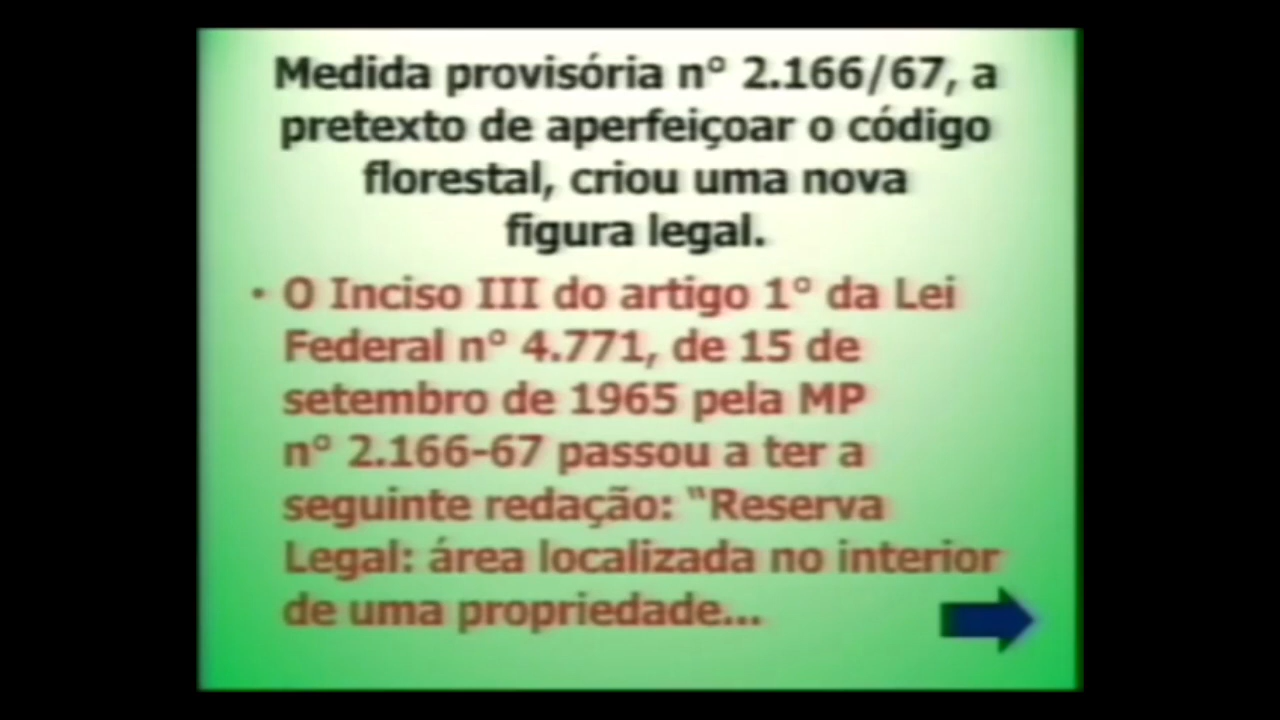 Medida provisória n° 2.166/67, a
pretexto de aperfeiçoar o código
florestal, criou uma nova
figura legal.
• O Inciso III do artigo 1° da Lei
Federal n° 4.771, de 15 de
setembro de 1965 pela MP
n° 2.166-67 passou a ter a
seguinte redação: “Reserva
Legal: área localizada no interior
de uma propriedade...